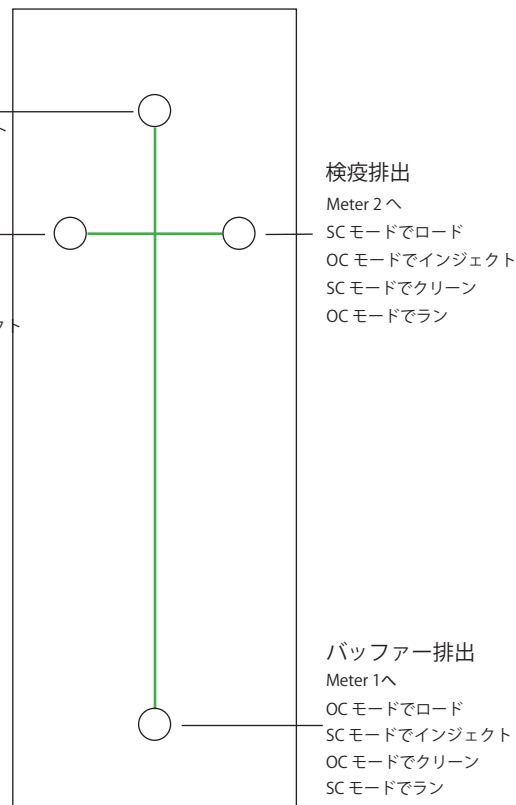 ト
クト
検疫排出
Meter 2 へ
SC モードでロード
OC モードでインジェクト
SC モードでクリーン
OC モードでラン
バッファー排出
Meter 1へ
OC モードでロード
SC モードでインジェクト
OC モードでクリーン
SC モードでラン